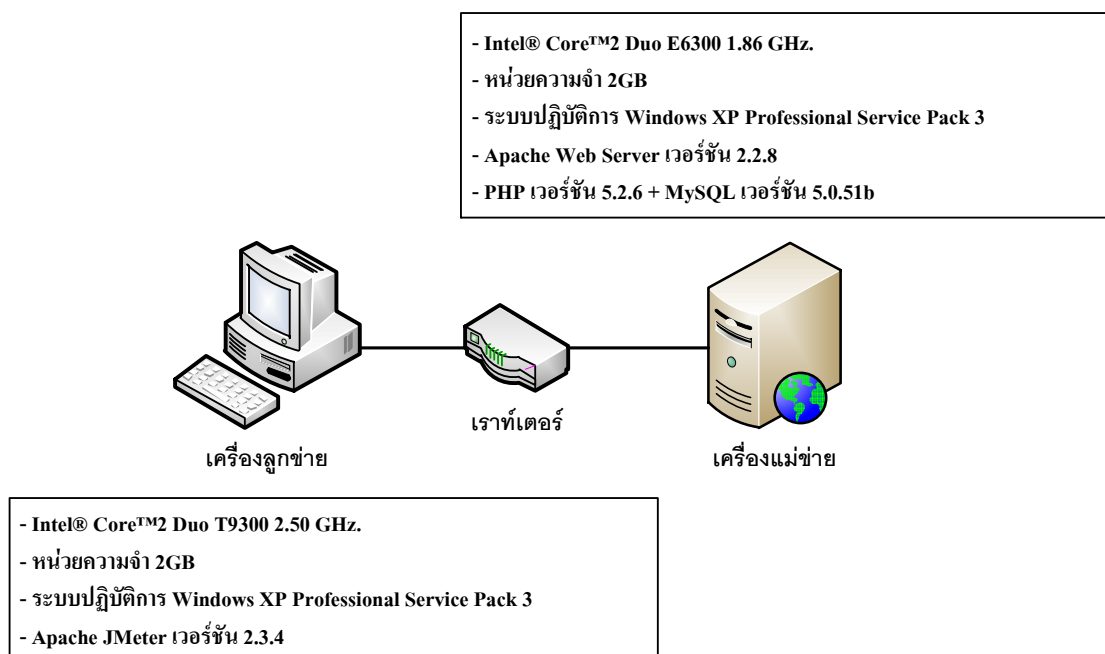 - Intel® Core™2 Duo E6300 1.86 GHz.
- หน่วยความจำ 2GB
- ระบบปฏิบัติการ Windows XP Professional Service Pack 3
- Apache Web Server เวอร์ชัน 2.2.8
- PHP เวอร์ชัน 5.2.6 + MySQL เวอร์ชัน 5.0.51b
เราท์เตอร์
เครื่องลูกข่าย
เครื่องแม่ข่าย
- Intel® Core™2 Duo T9300 2.50 GHz.
- หน่วยความจำ 2GB
- ระบบปฏิบัติการ Windows XP Professional Service Pack 3
- Apache JMeter เวอร์ชัน 2.3.4